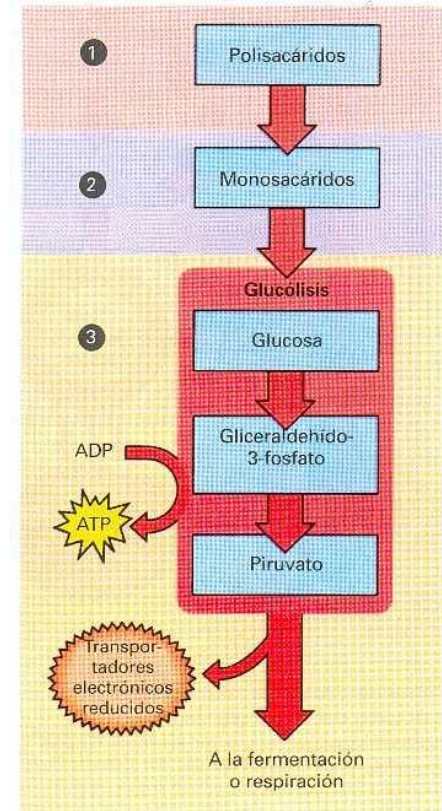 1
Polisacáridos
2
Monosacáridos
Glucólisis
3
Glucosa
Gliceraldehído-
3-fosfato
ADP
ATP
Piruvato
Transpor-
tadores
electrónicos
reducidos
A la fermentación
o respiración